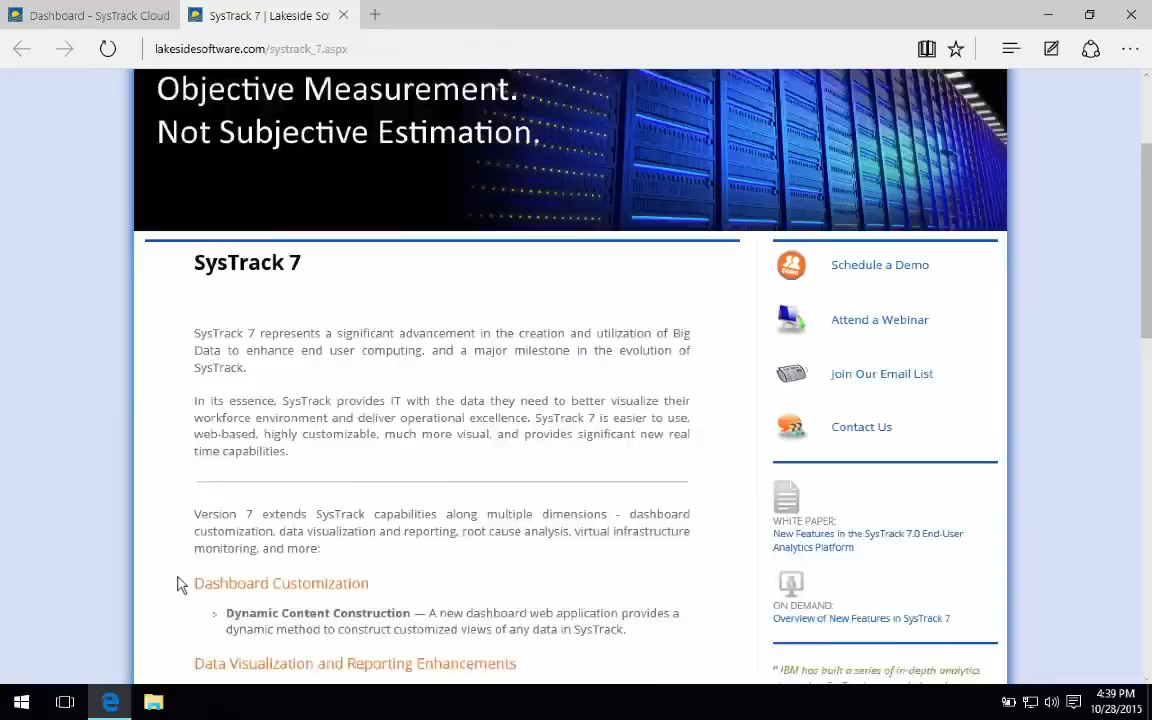 Dashboard - SysTrack Cloud
SysTrack 7 | Lakeside Sof
lakesidesoftware.com/systrack_7.aspx
Objective Measurement.
Not Subjective Estimation.
SysTrack 7
SysTrack 7 represents a significant advancement in the creation and utilization of Big
Data to enhance end user computing, and a major milestone in the evolution of
SysTrack.
In its essence, SysTrack provides IT with the data they need to better visualize their
workforce environment and deliver operational excellence. SysTrack 7 is easier to use,
web-based, highly customizable, much more visual, and provides significant new real
time capabilities.
Version 7 extends SysTrack capabilities along multiple dimensions - dashboard
customization, data visualization and reporting, root cause analysis, virtual infrastructure
monitoring, and more:
Dashboard Customization
Dynamic Content Construction — A new dashboard web application provides a
dynamic method to construct customized views of any data in SysTrack.
Data Visualization and Reporting Enhancements
DEMO
Schedule a Demo
Attend a Webinar
Join Our Email List
Contact Us
WHITE PAPER:
New Features in the SysTrack 7.0 End-User
Analytics Platform
ON DEMAND:
Overview of New Features in SysTrack 7
" IBM has built a series of in-depth analytics
4:39 PM
10/28/2015